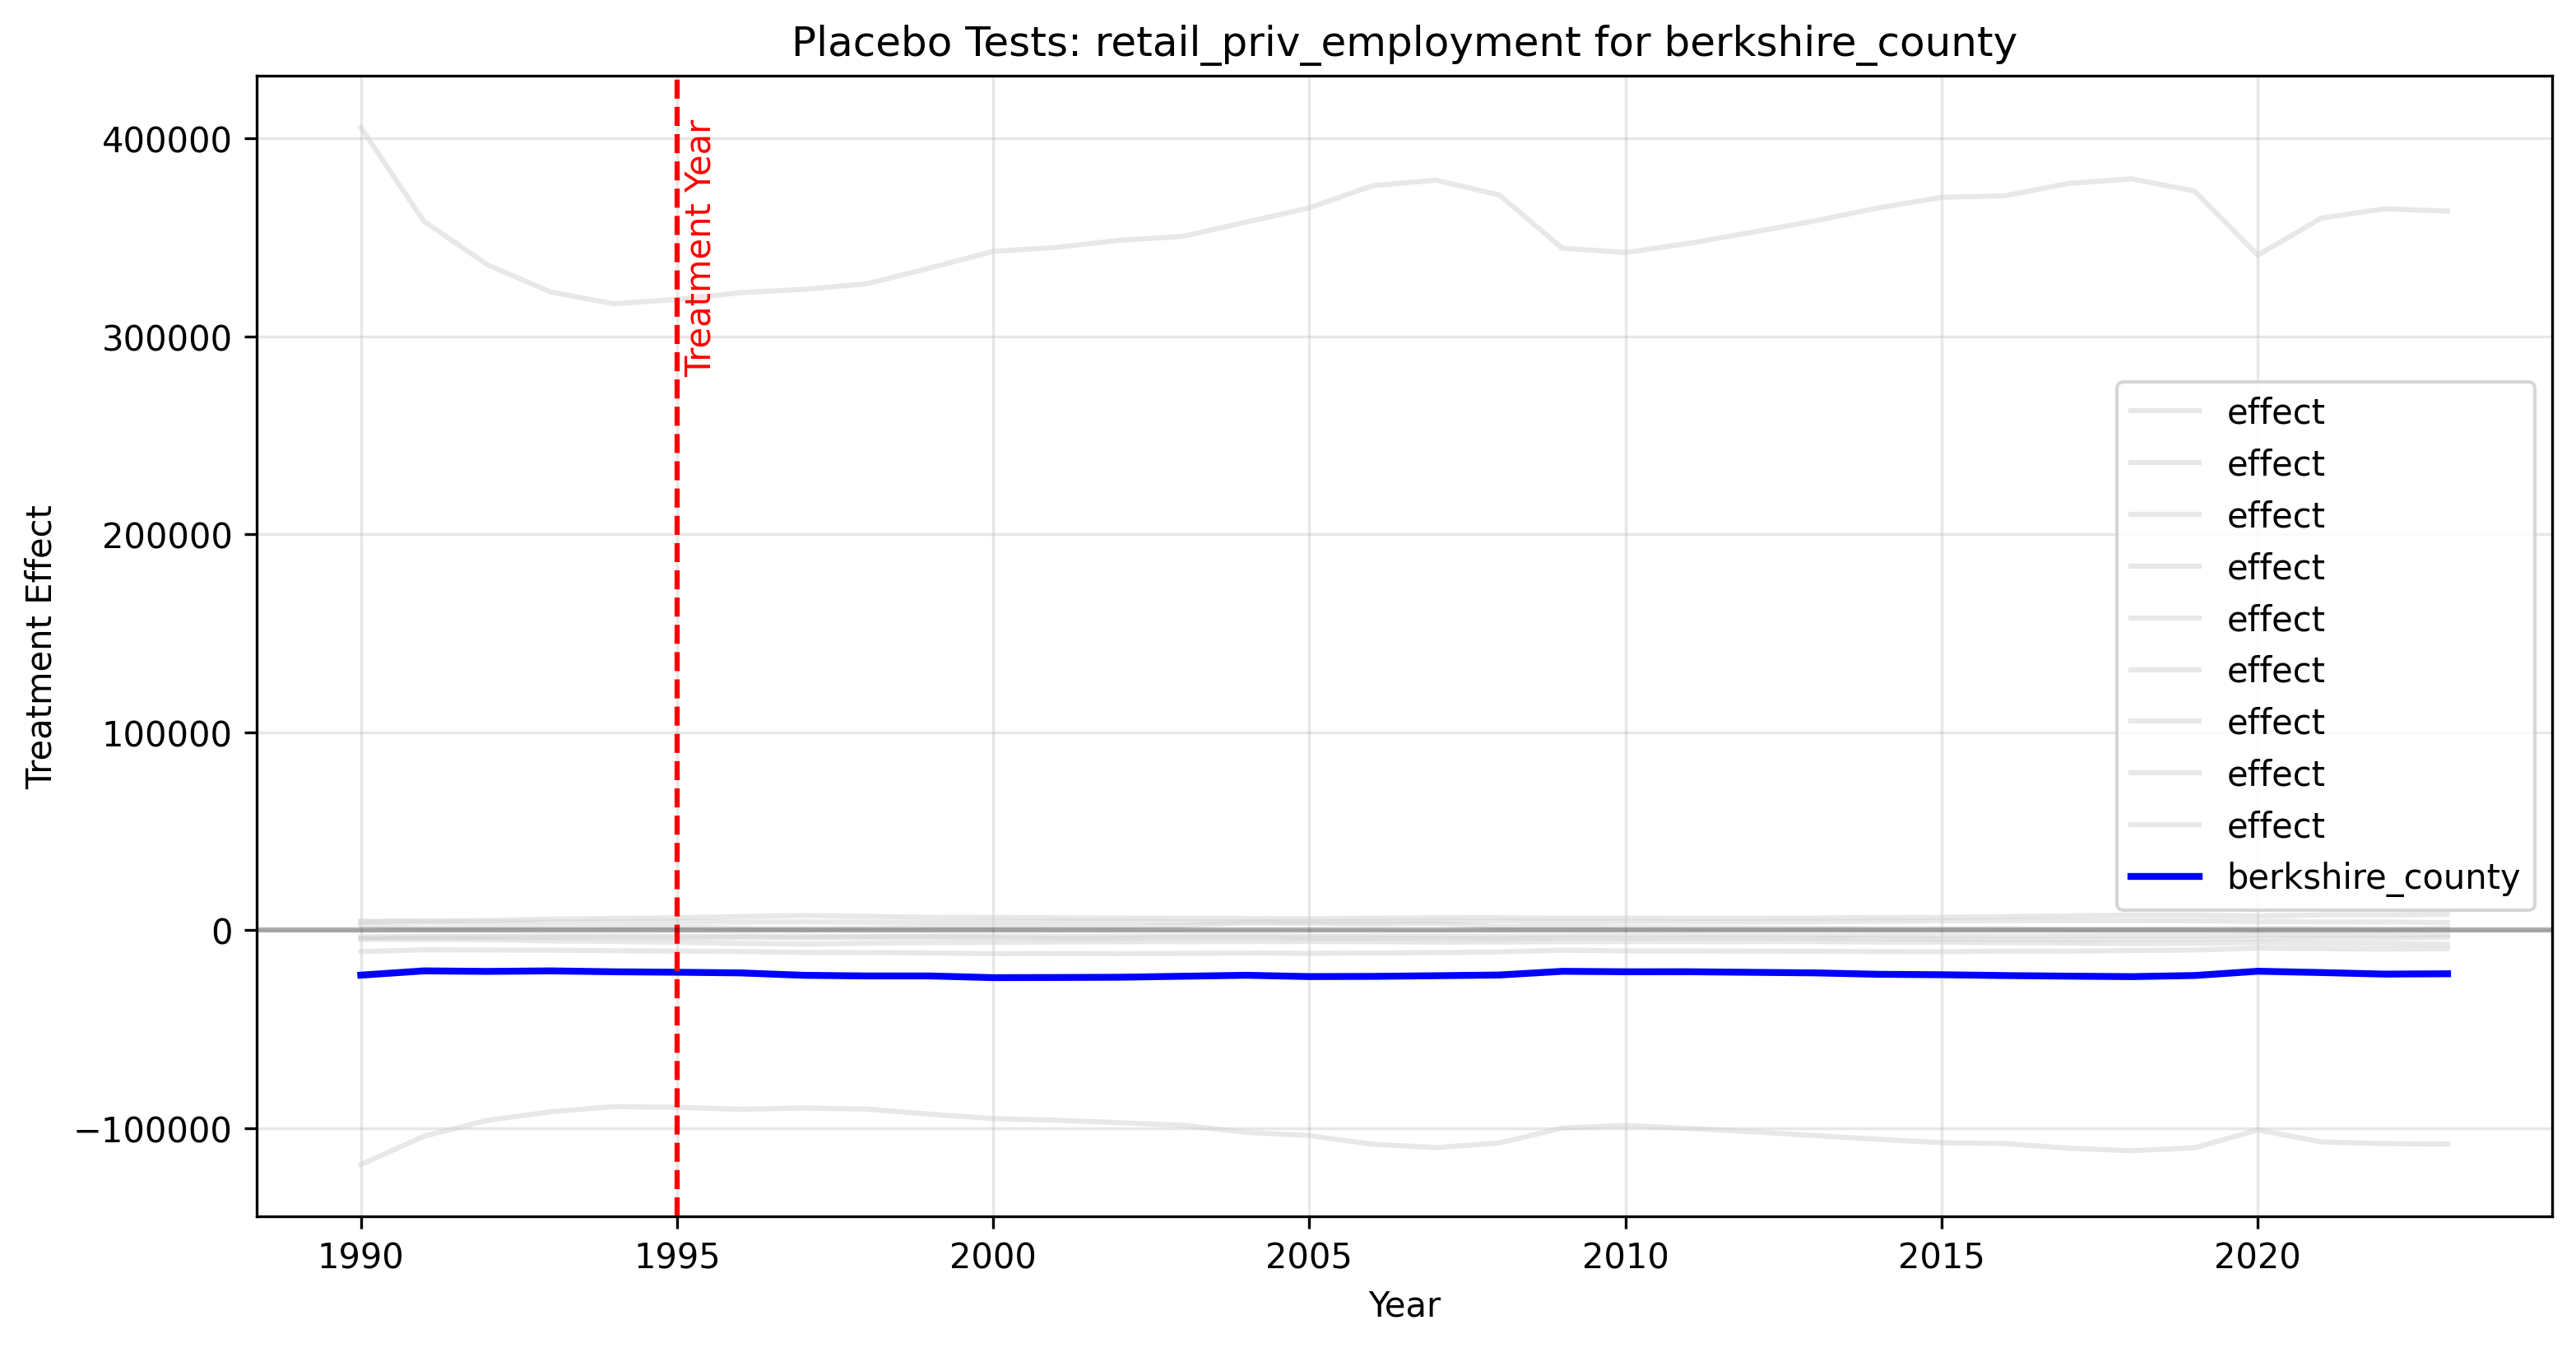 Placebo Tests: retail_priv_employment for berkshire_county
Treatment Effect
400000
300000
200000
100000
0
−100000
Treatment Year
effect
effect
effect
effect
effect
effect
effect
effect
effect
berkshire_county
1990
1995
2000
2005
2010
2015
2020
Year